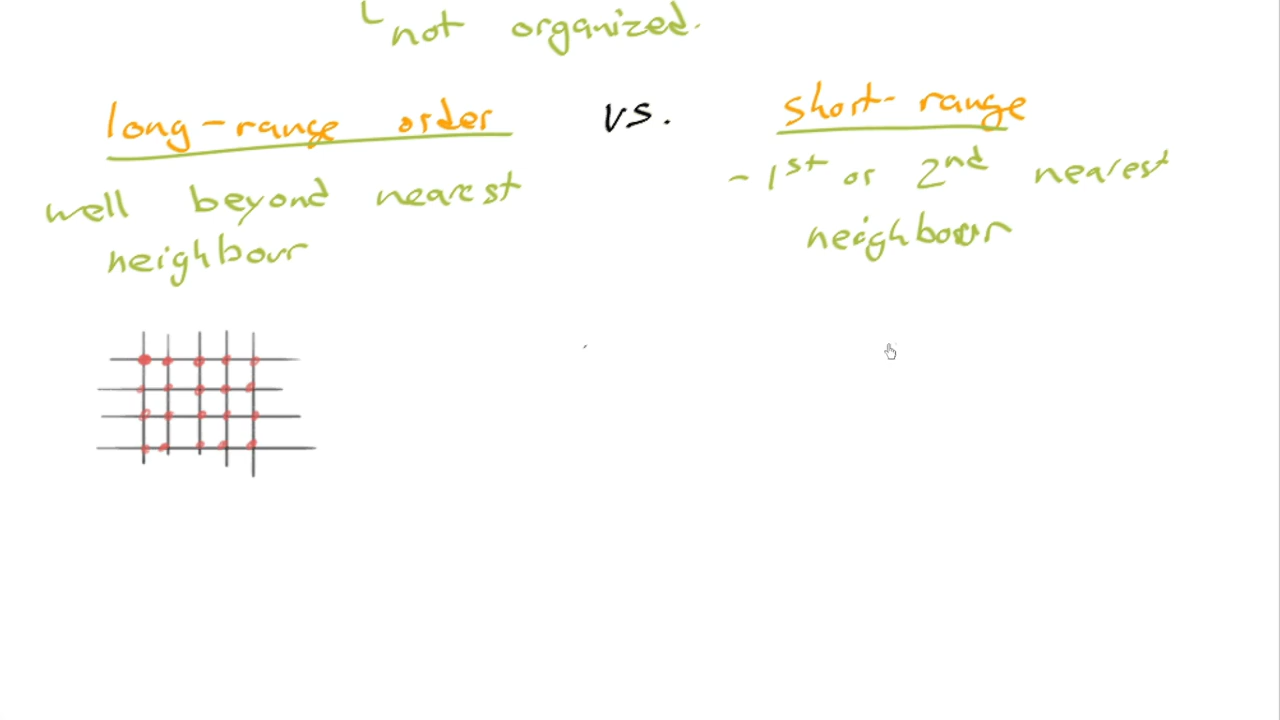 not organized.
long-range order vs. short-range
well beyond nearest
neighbour
- 1st or 2nd nearest
neighbour